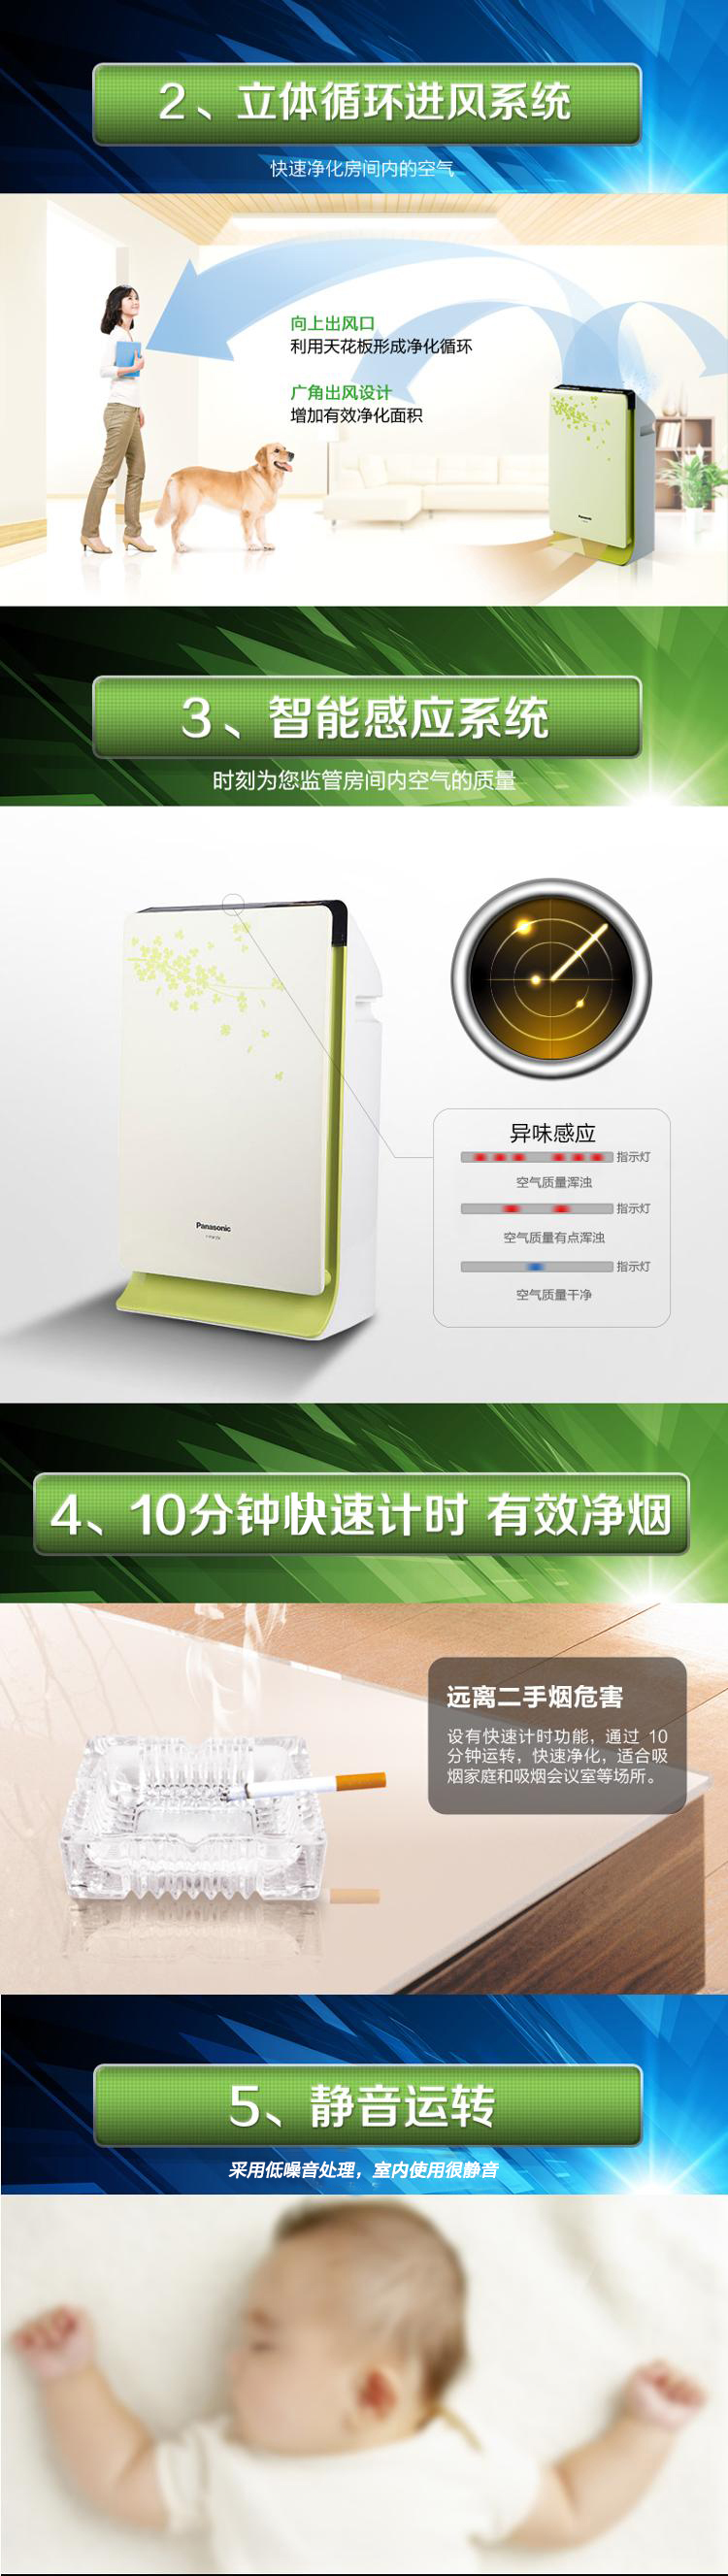 2、立体循环进风系统
快速净化房间内的空气
向上出风口
利用天花板形成净化循环
广角出风设计
增加有效净化面积
Panasonic
3、智能感应系统
时刻为您监管房间内空气的质量
Panasonic
异味感应
指示灯
空气质量浑浊
指示灯
空气质量有点浑浊
指示灯
空气质量干净
4、10分钟快速计时 有效净烟
远离二手烟危害
设有快速计时功能，通过 10
分钟运转，快速净化，适合吸
烟家庭和吸烟会议室等场所。
5、静音运转
采用低噪音处理，室内使用很静音